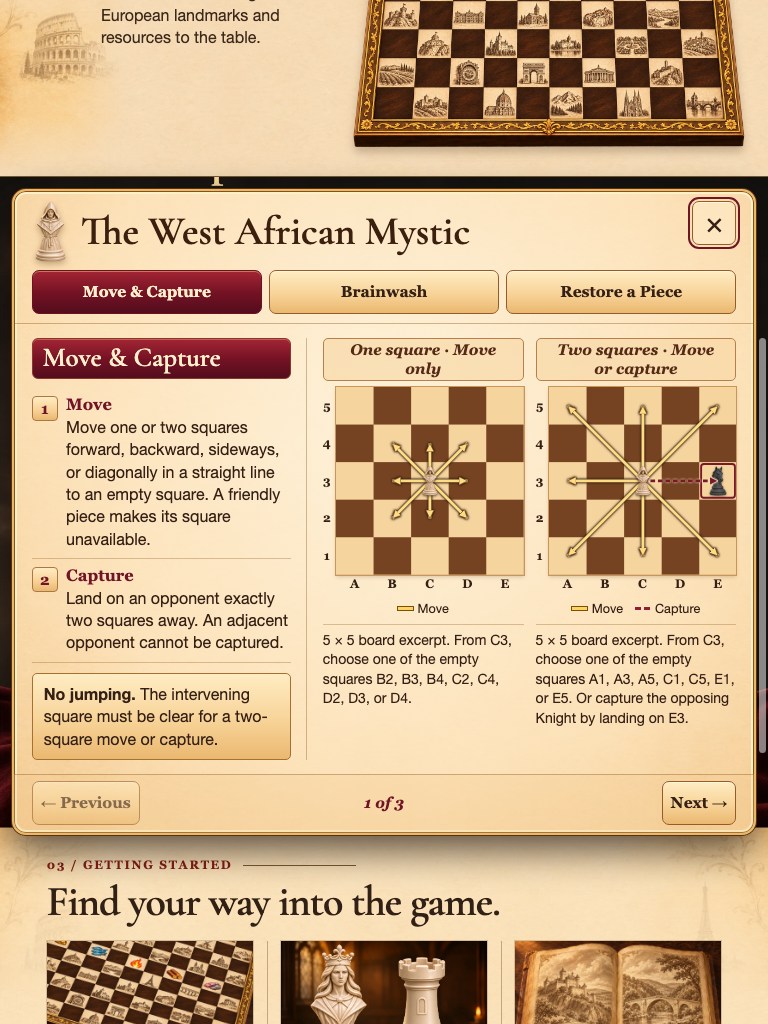 European landmarks and
resources to the table.
The West African Mystic
×
Move & Capture
Brainwash
Restore a Piece
Move & Capture
1
Move
Move one or two squares
forward, backward, sideways,
or diagonally in a straight line
to an empty square. A friendly
piece makes its square
unavailable.
2
Capture
Land on an opponent exactly
two squares away. An adjacent
opponent cannot be captured.
No jumping. The intervening
square must be clear for a two-
square move or capture.
One square · Move
only
5
4
3
2
1
A B C D E
Move
5 × 5 board excerpt. From C3,
choose one of the empty
squares B2, B3, B4, C2, C4,
D2, D3, or D4.
Two squares · Move
or capture
5
4
3
2
1
A B C D E
Move Capture
5 × 5 board excerpt. From C3,
choose one of the empty
squares A1, A3, A5, C1, C5, E1,
or E5. Or capture the opposing
Knight by landing on E3.
← Previous
1 of 3
Next →
03 / GETTING STARTED
Find your way into the game.